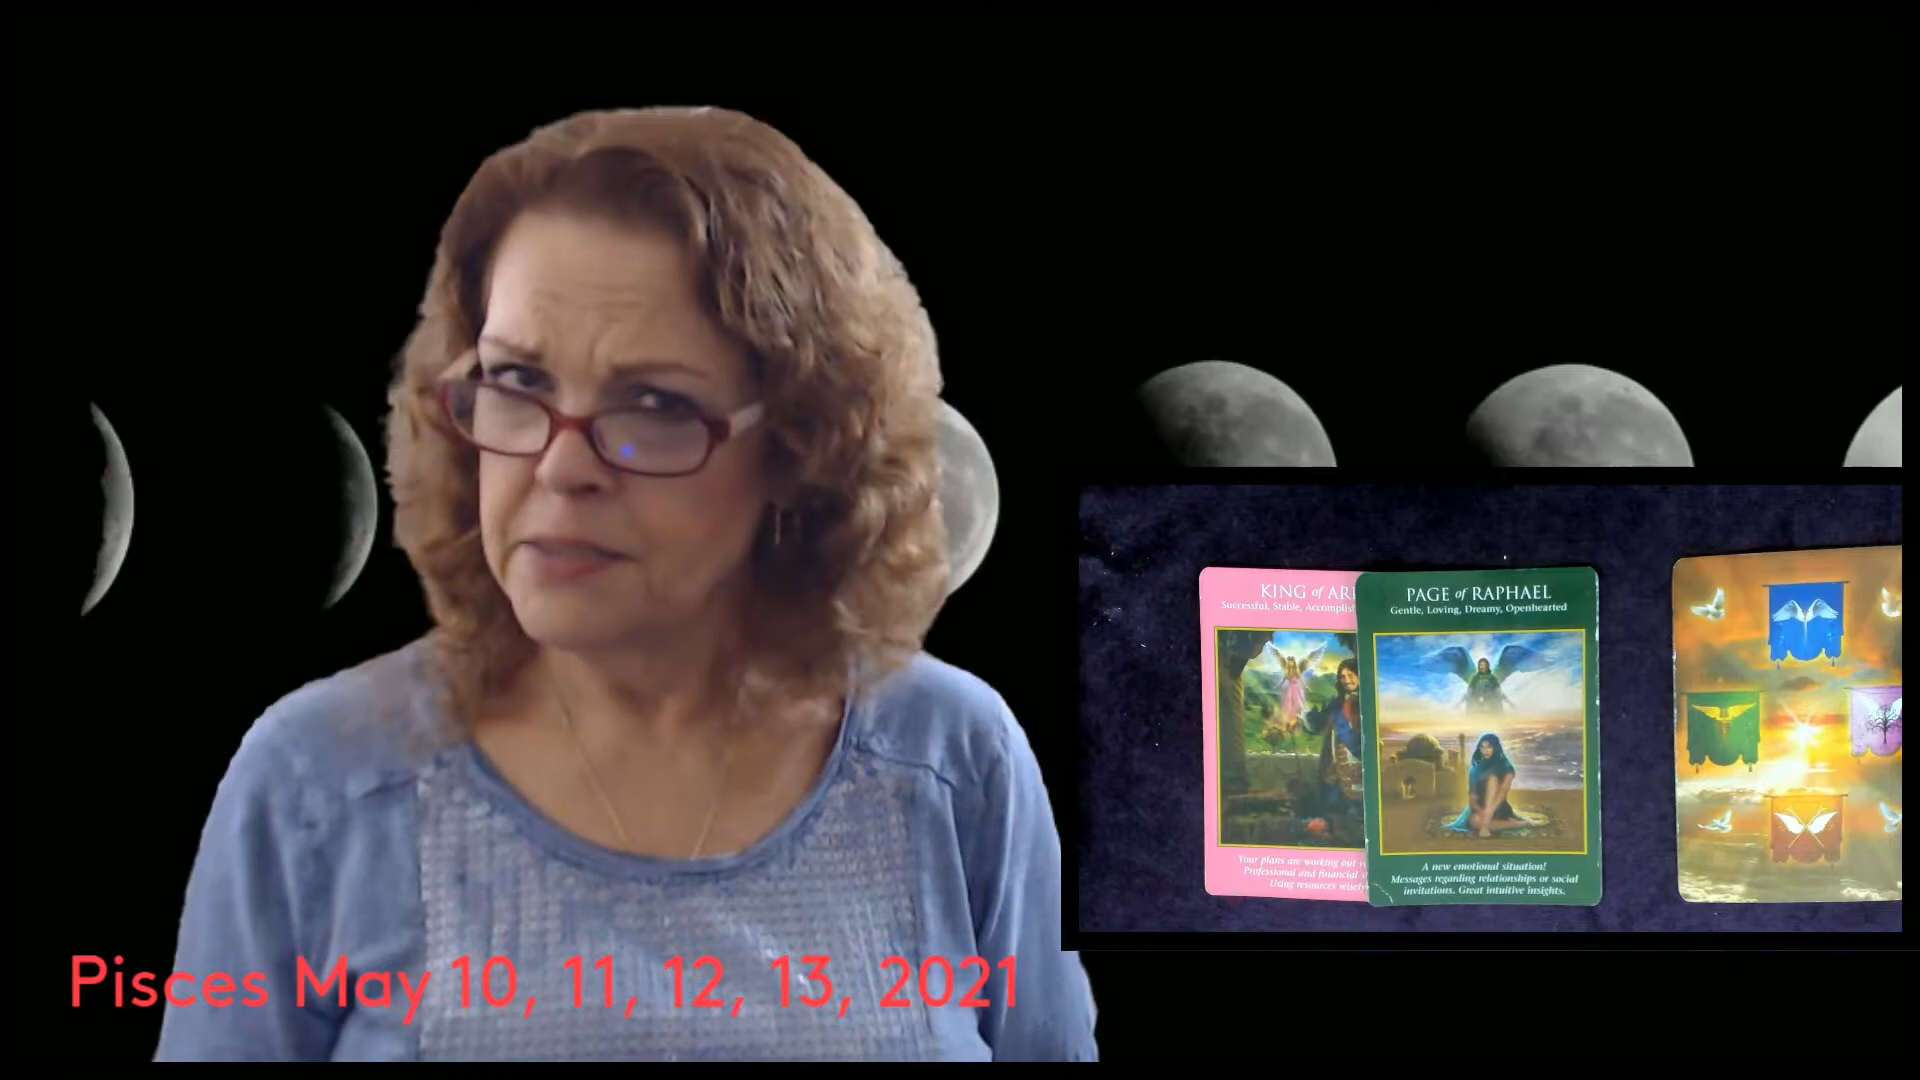 KING of
Successful, Stable,
Your plans are working out
Professional and financial
Using resources wisely
PAGE of RAPHAEL
Gentle, Loving, Dreamy, Openhearted
A new emotional situation!
Messages regarding relationships or social
invitations. Great intuitive insights.
Pisces May 10, 11, 12, 13, 2021